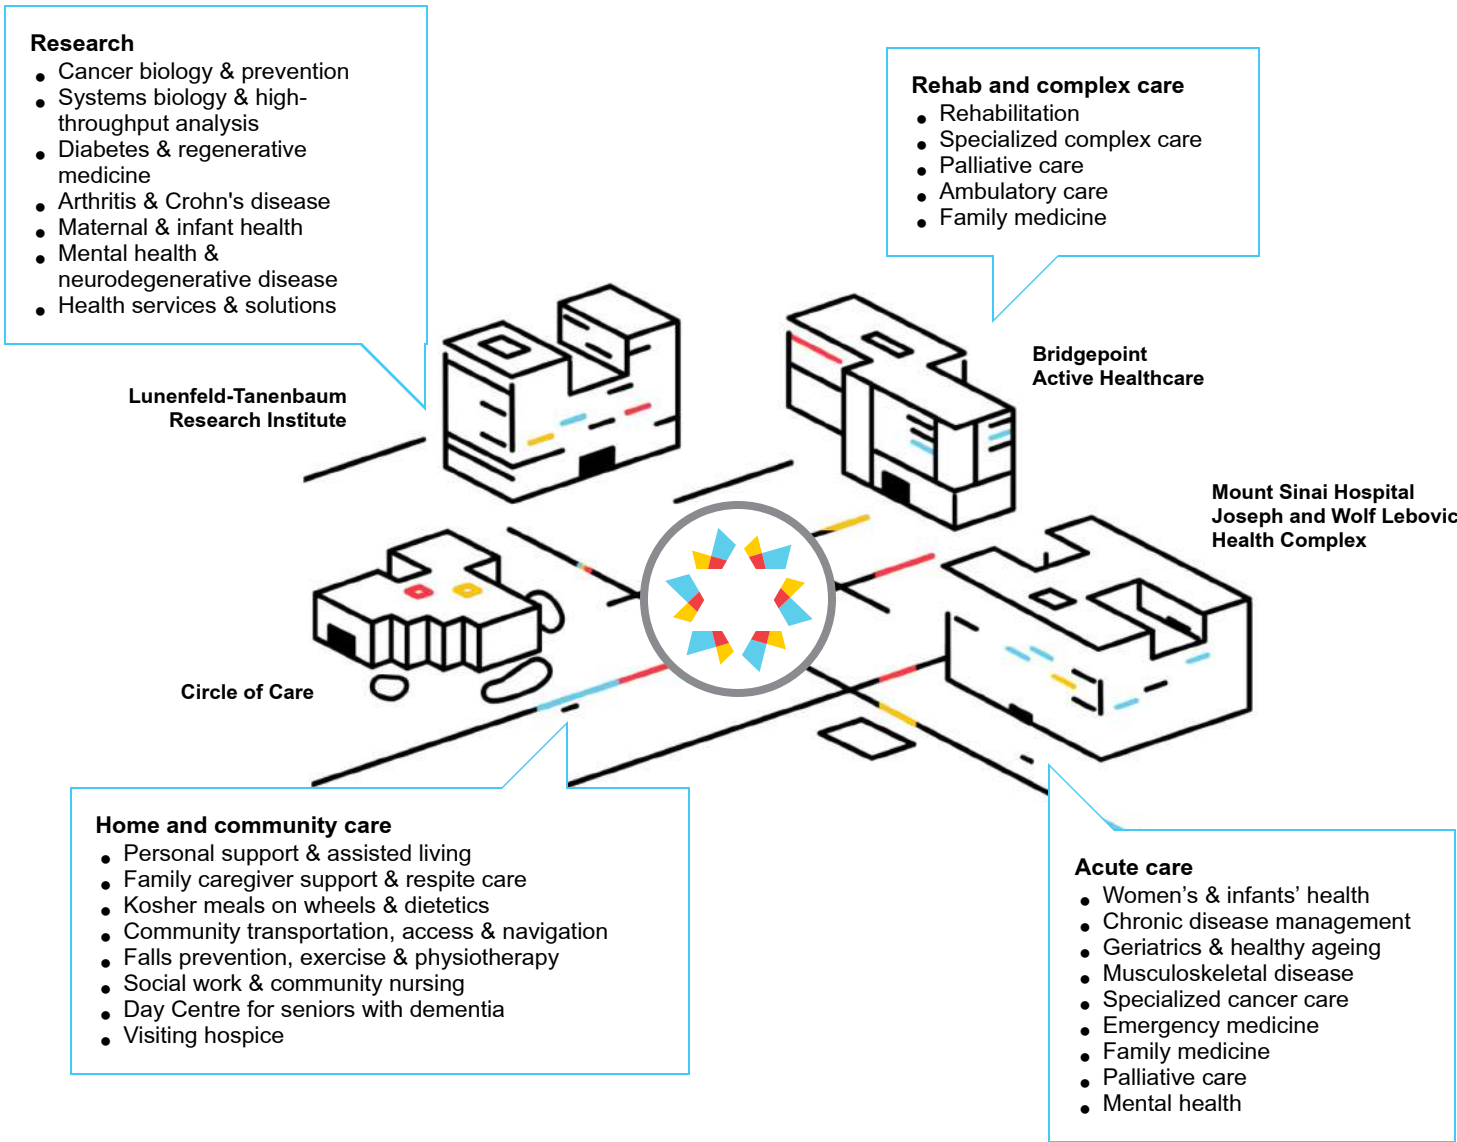 Research
• Cancer biology & prevention
• Systems biology & high-
throughput analysis
• Diabetes & regenerative
medicine
• Arthritis & Crohn's disease
• Maternal & infant health
• Mental health &
neurodegenerative disease
• Health services & solutions
Rehab and complex care
• Rehabilitation
• Specialized complex care
• Palliative care
• Ambulatory care
• Family medicine
Lunenfeld-Tanenbaum
Research Institute
Bridgepoint
Active Healthcare
Mount Sinai Hospital
Joseph and Wolf Lebovic
Health Complex
Circle of Care
Home and community care
• Personal support & assisted living
• Family caregiver support & respite care
• Kosher meals on wheels & dietetics
• Community transportation, access & navigation
• Falls prevention, exercise & physiotherapy
• Social work & community nursing
• Day Centre for seniors with dementia
• Visiting hospice
Acute care
• Women’s & infants’ health
• Chronic disease management
• Geriatrics & healthy ageing
• Musculoskeletal disease
• Specialized cancer care
• Emergency medicine
• Family medicine
• Palliative care
• Mental health